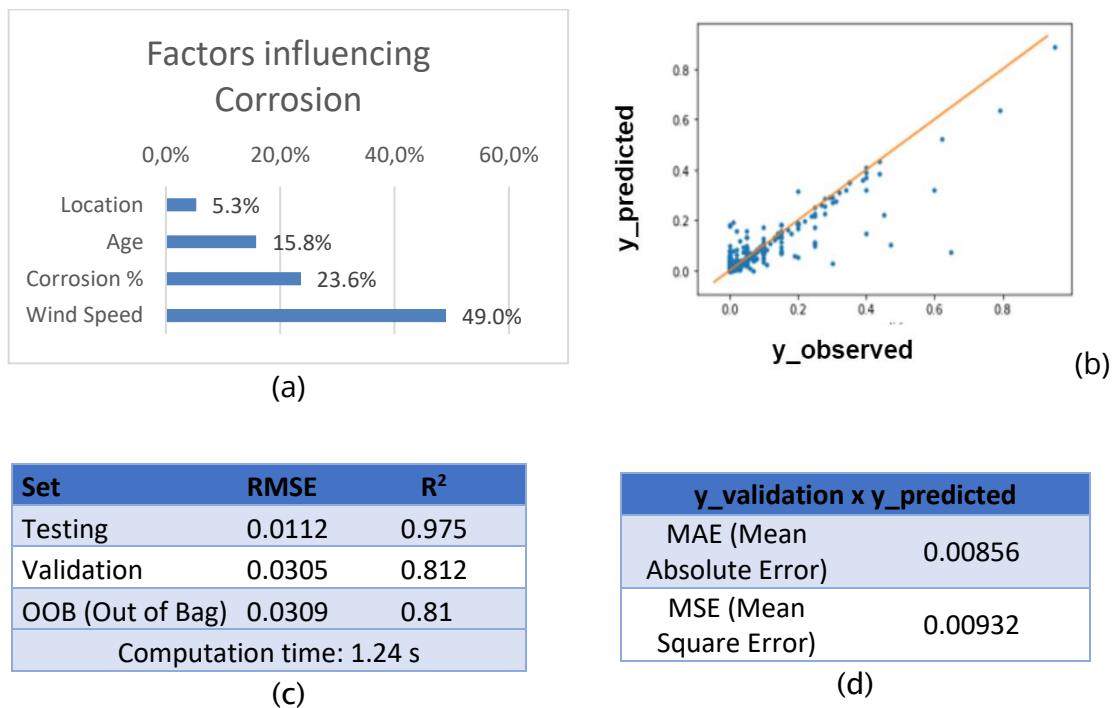 Factors influencing
Corrosion
0,0% 20,0% 40,0% 60,0%
Location 5.3%
Age 15.8%
Corrosion % 23.6%
Wind Speed 49.0%
(a)
y_predicted
0.8
0.6
0.4
0.2
0.0
0.0 0.2 0.4 0.6 0.8
y_observed
(b)
Set RMSE R²
Testing 0.0112 0.975
Validation 0.0305 0.812
OOB (Out of Bag) 0.0309 0.81
Computation time: 1.24 s
(c)
y_validation x y_predicted
MAE (Mean
Absolute Error) 0.00856
MSE (Mean
Square Error) 0.00932
(d)